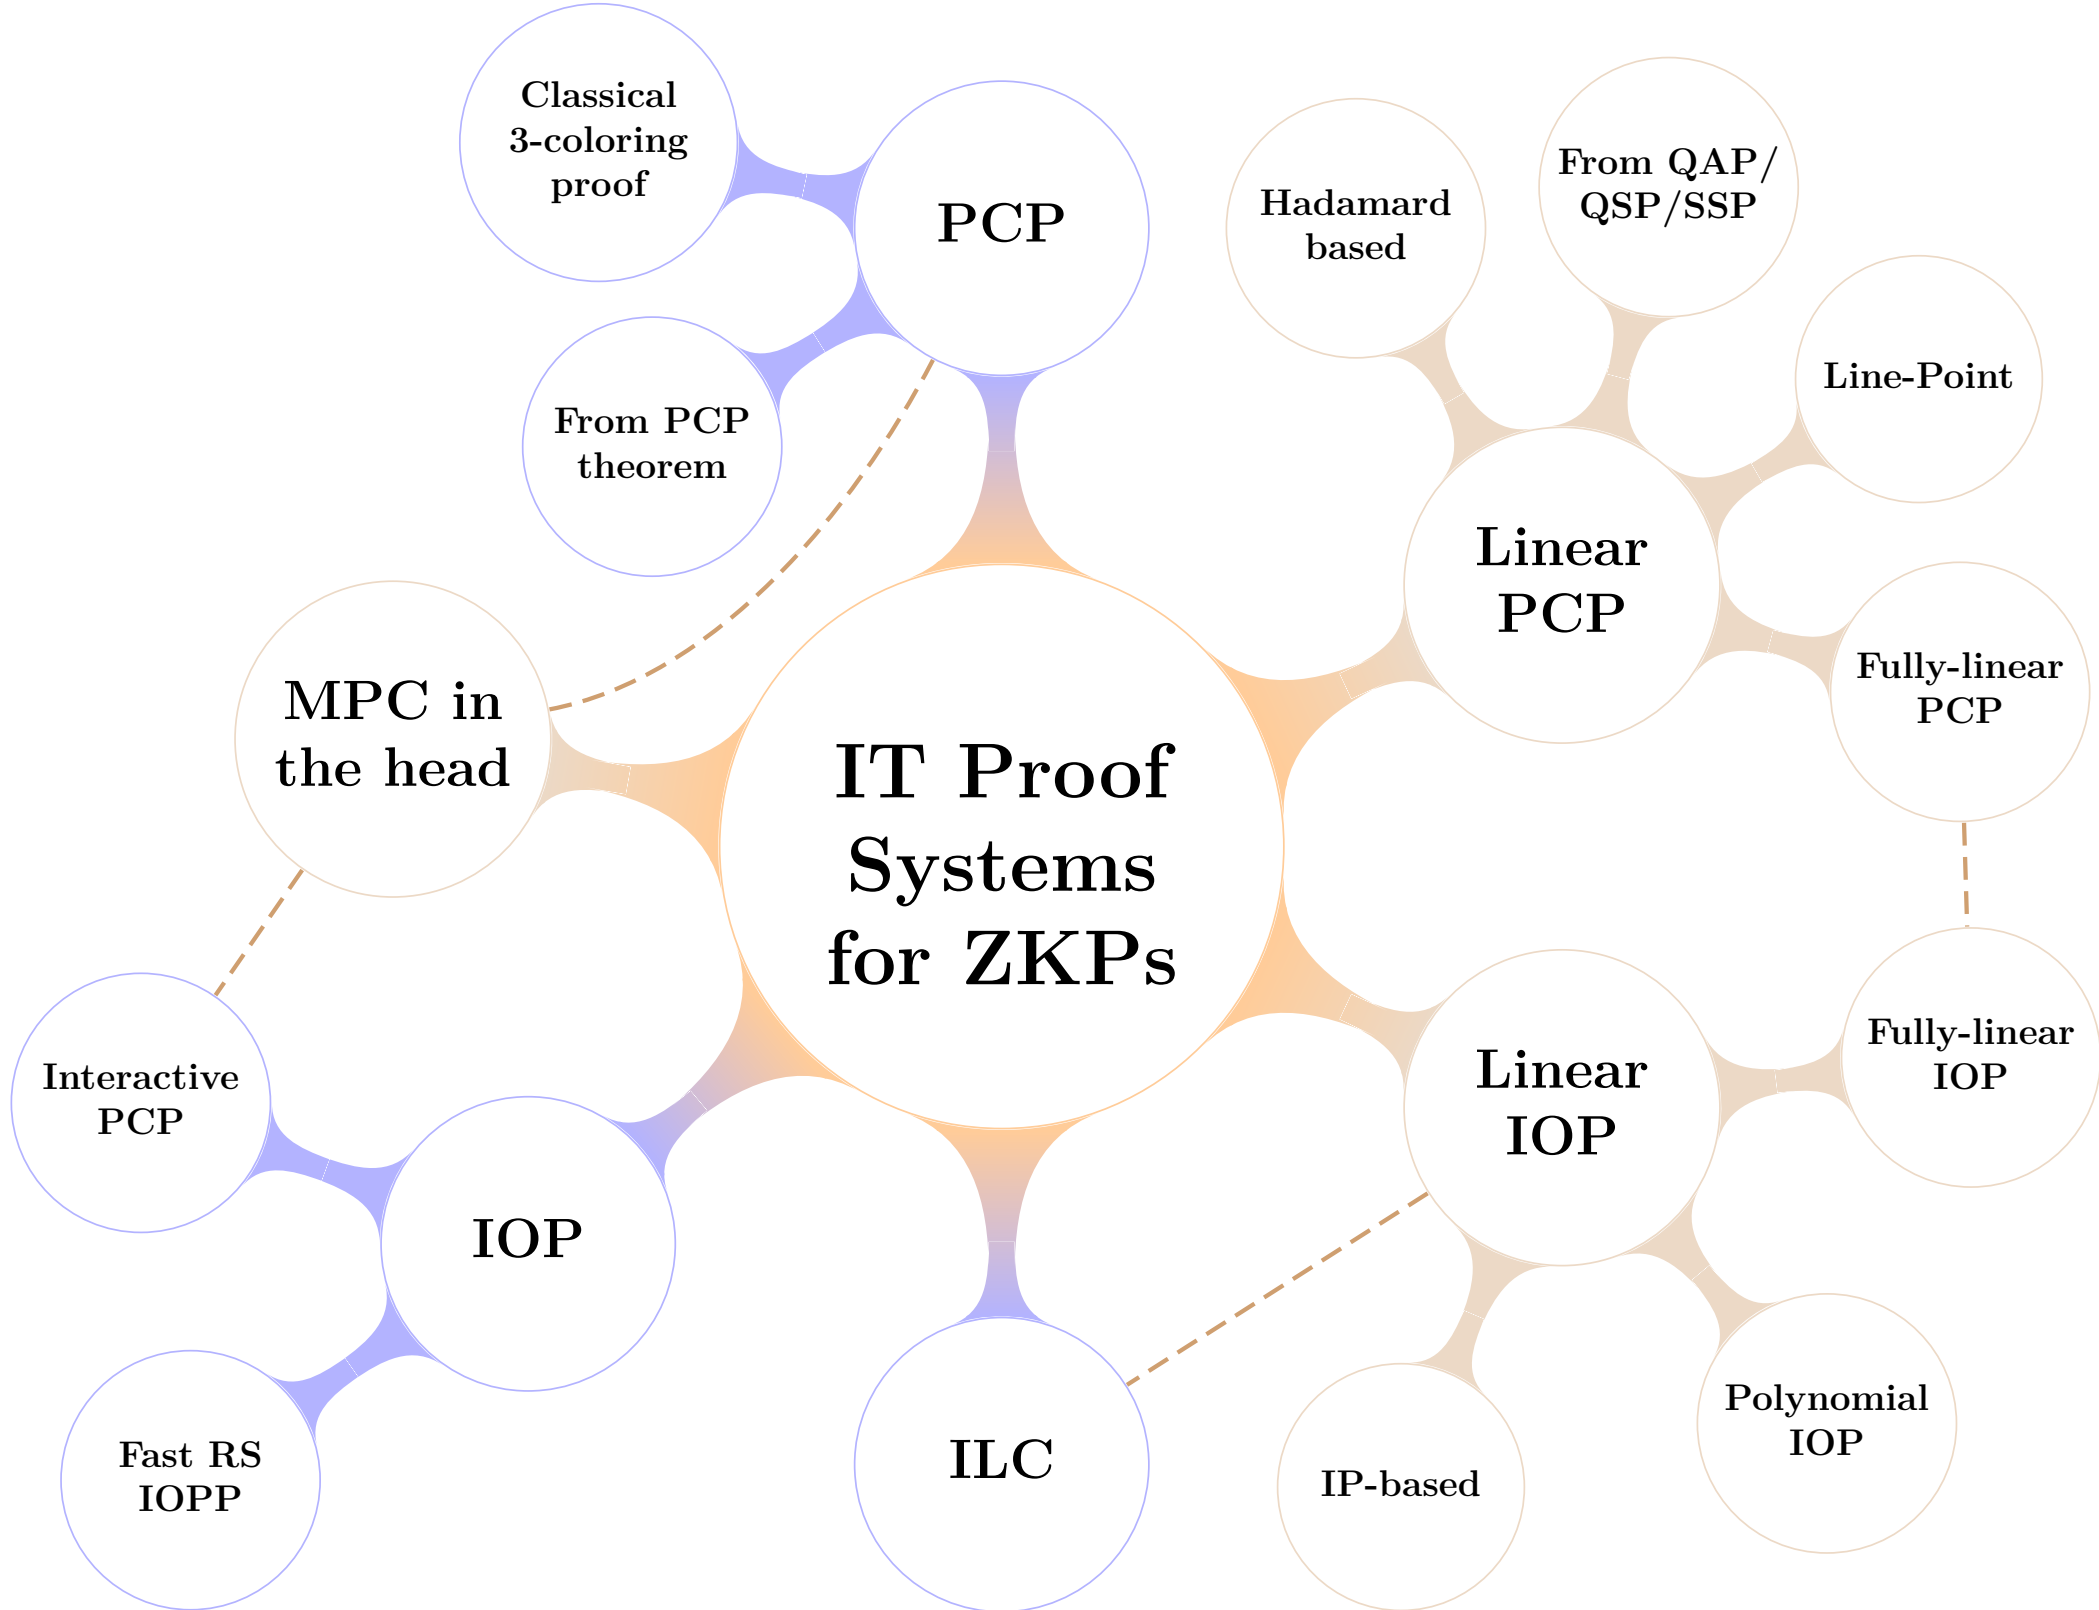 Classical
3-coloring
proof
PCP
From PCP
theorem
Hadamard
based
From QAP/
QSP/SSP
Line-Point
Linear
PCP
Fully-linear
PCP
MPC in
the head
IT Proof
Systems
for ZKPs
Interactive
PCP
IOP
Fast RS
IOPP
ILC
Linear
IOP
Fully-linear
IOP
Polynomial
IOP
IP-based